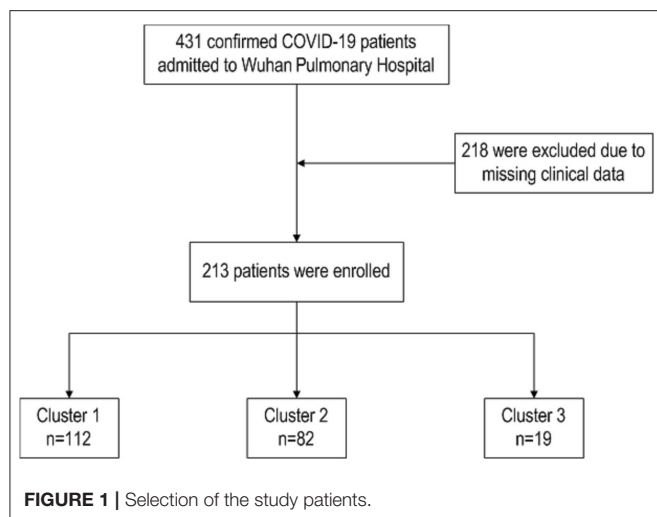 431 confirmed COVID-19 patients
admitted to Wuhan Pulmonary Hospital
218 were excluded due to
missing clinical data
213 patients were enrolled
Cluster 1
n=112
Cluster 2
n=82
Cluster 3
n=19
FIGURE 1 | Selection of the study patients.